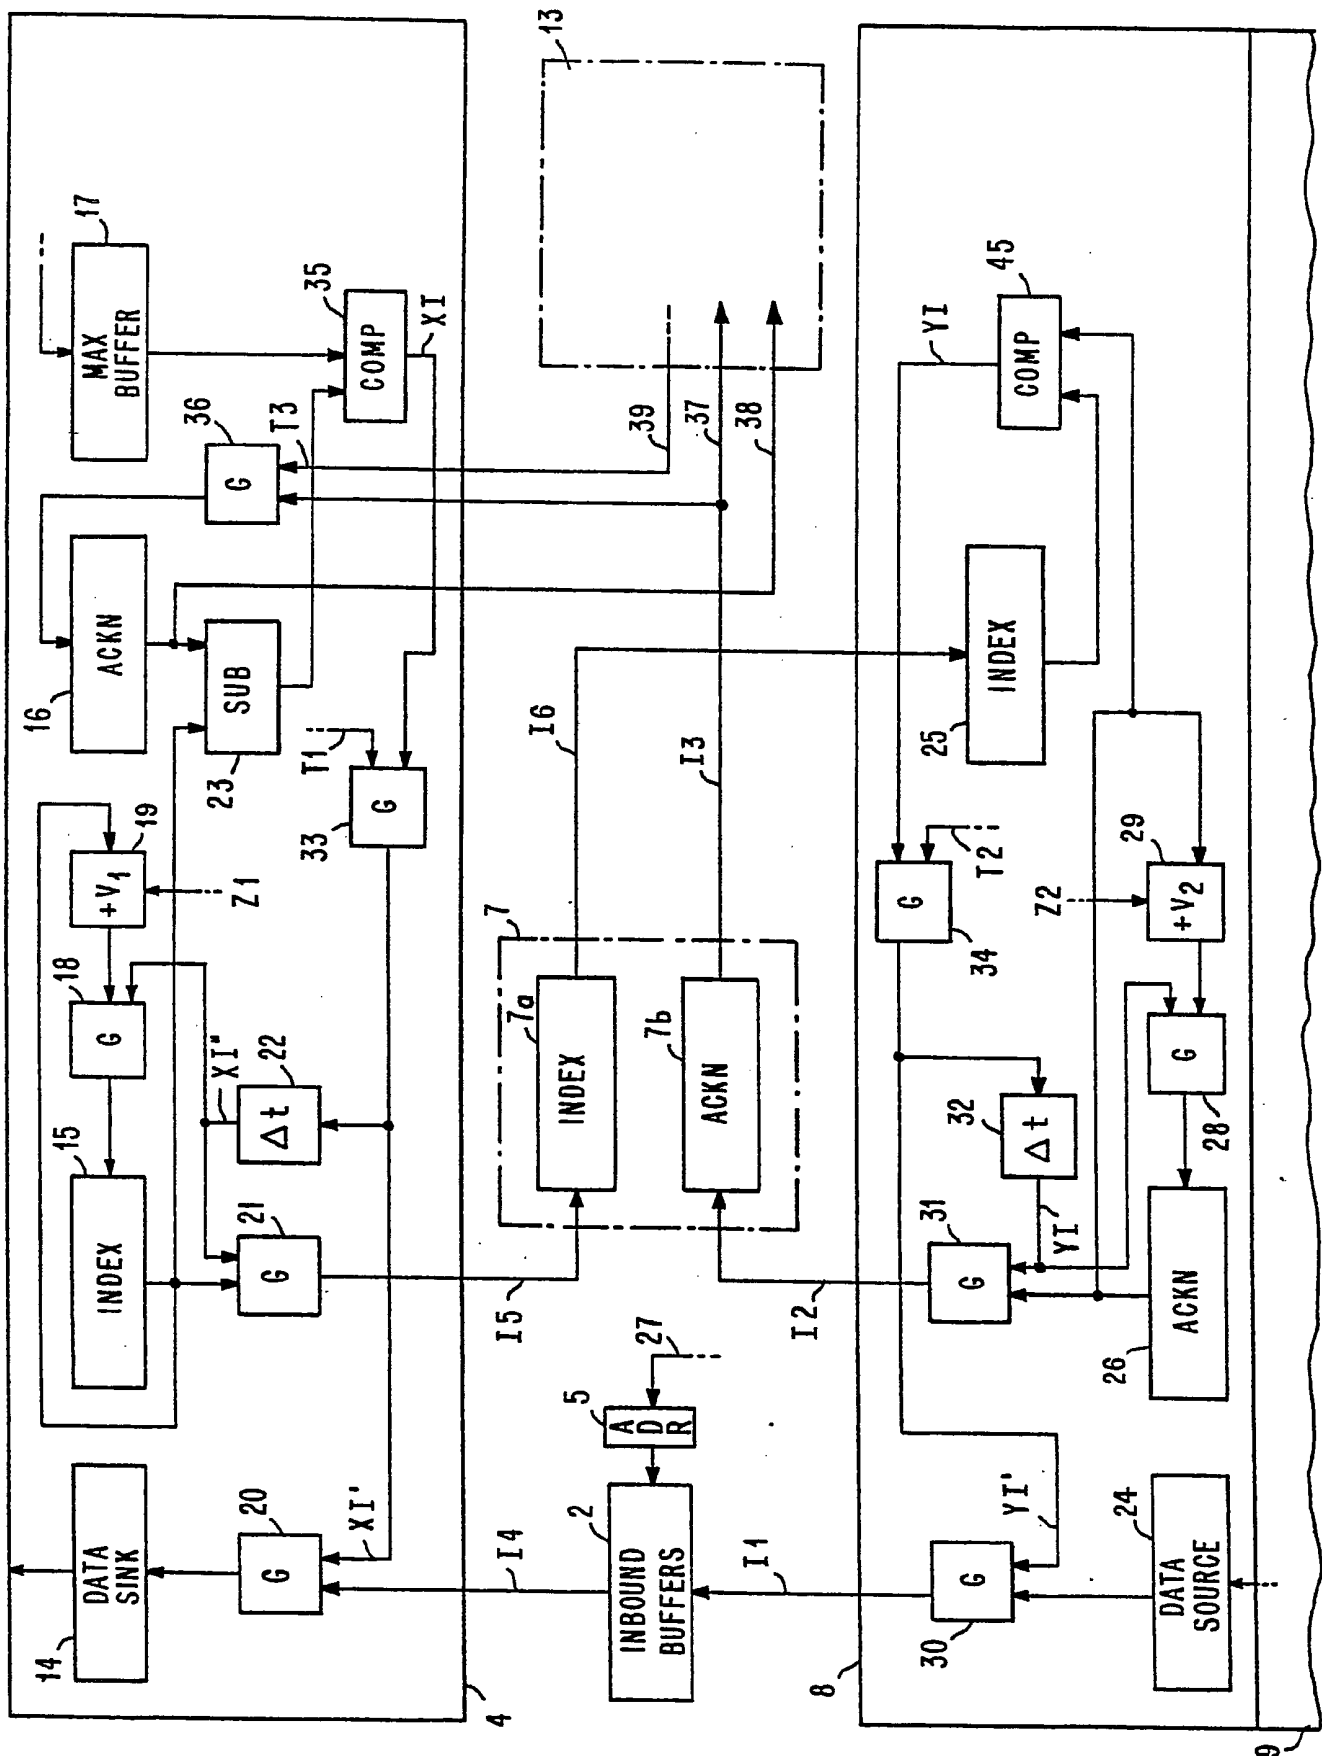 14
DATA
SINK
20
G
XI'
I4
4
15
INDEX
21
G
I5
18
G
XI"
22
Δt
19
+V1
Z1
16
ACKN
23
SUB
T1
33
G
36
G
T3
17
MAX
BUFFER
35
COMP
XI
2
INBOUND
BUFFERS
5
ADR
27
I1
I2
7
7a
INDEX
7b
ACKN
I6
I3
39
37
38
13
8
30
G
YI'
24
DATA
SOURCE
31
G
YI
32
Δt
26
ACKN
28
G
34
G
T2
Z2
29
+V2
25
INDEX
YI
45
COMP
9